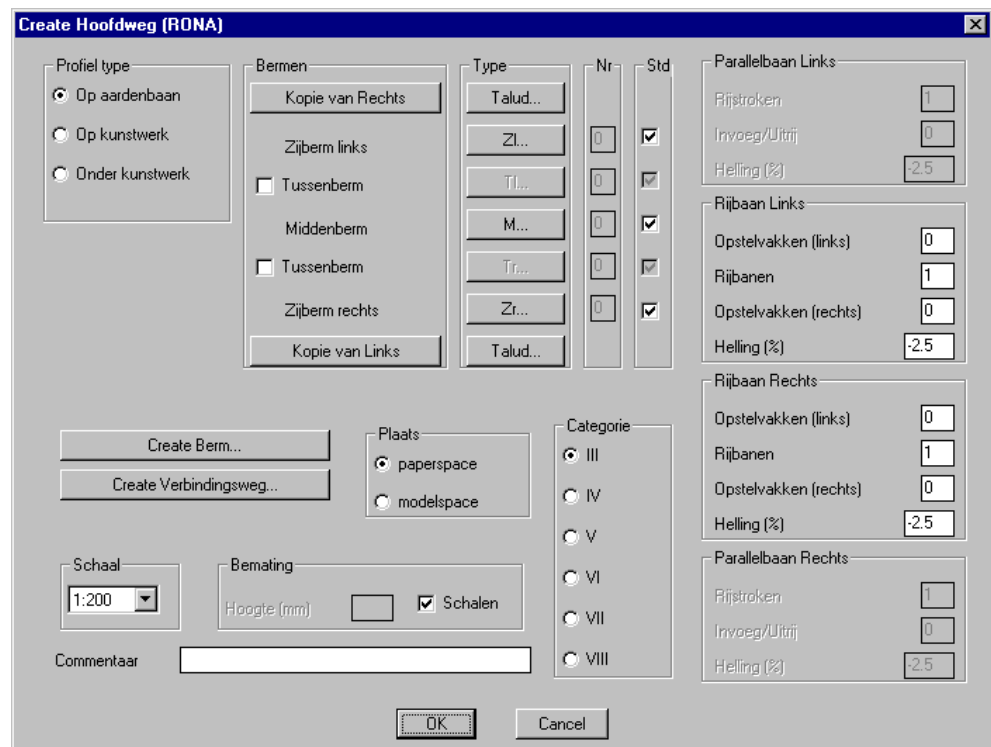 Create Hoofdweg (RONA)
Profiel type
Op aardenbaan
Op kunstwerk
Onder kunstwerk
Bermen
Kopie van Rechts
Zijberm links
Tussenberm
Middenberm
Tussenberm
Zijberm rechts
Kopie van Links
Type
Talud...
Zl...
Tl...
M...
Tr...
Zr...
Talud...
Nr
0
0
0
0
0
Std
Parallelbaan Links
Rijstroken 1
Invoeg/Uitrij 0
Helling (%) -2.5
Rijbaan Links
Opstelvakken (links) 0
Rijbanen 1
Opstelvakken (rechts) 0
Helling (%) -2.5
Rijbaan Rechts
Opstelvakken (links) 0
Rijbanen 1
Opstelvakken (rechts) 0
Helling (%) -2.5
Parallelbaan Rechts
Rijstroken 1
Invoeg/Uitrij 0
Helling (%) -2.5
Create Berm...
Create Verbindingsweg...
Plaats
paperspace
modelspace
Categorie
III
IV
V
VI
VII
VIII
Schaal
1:200
Bemating
Hoogte (mm)
Schalen
Commentaar
OK
Cancel